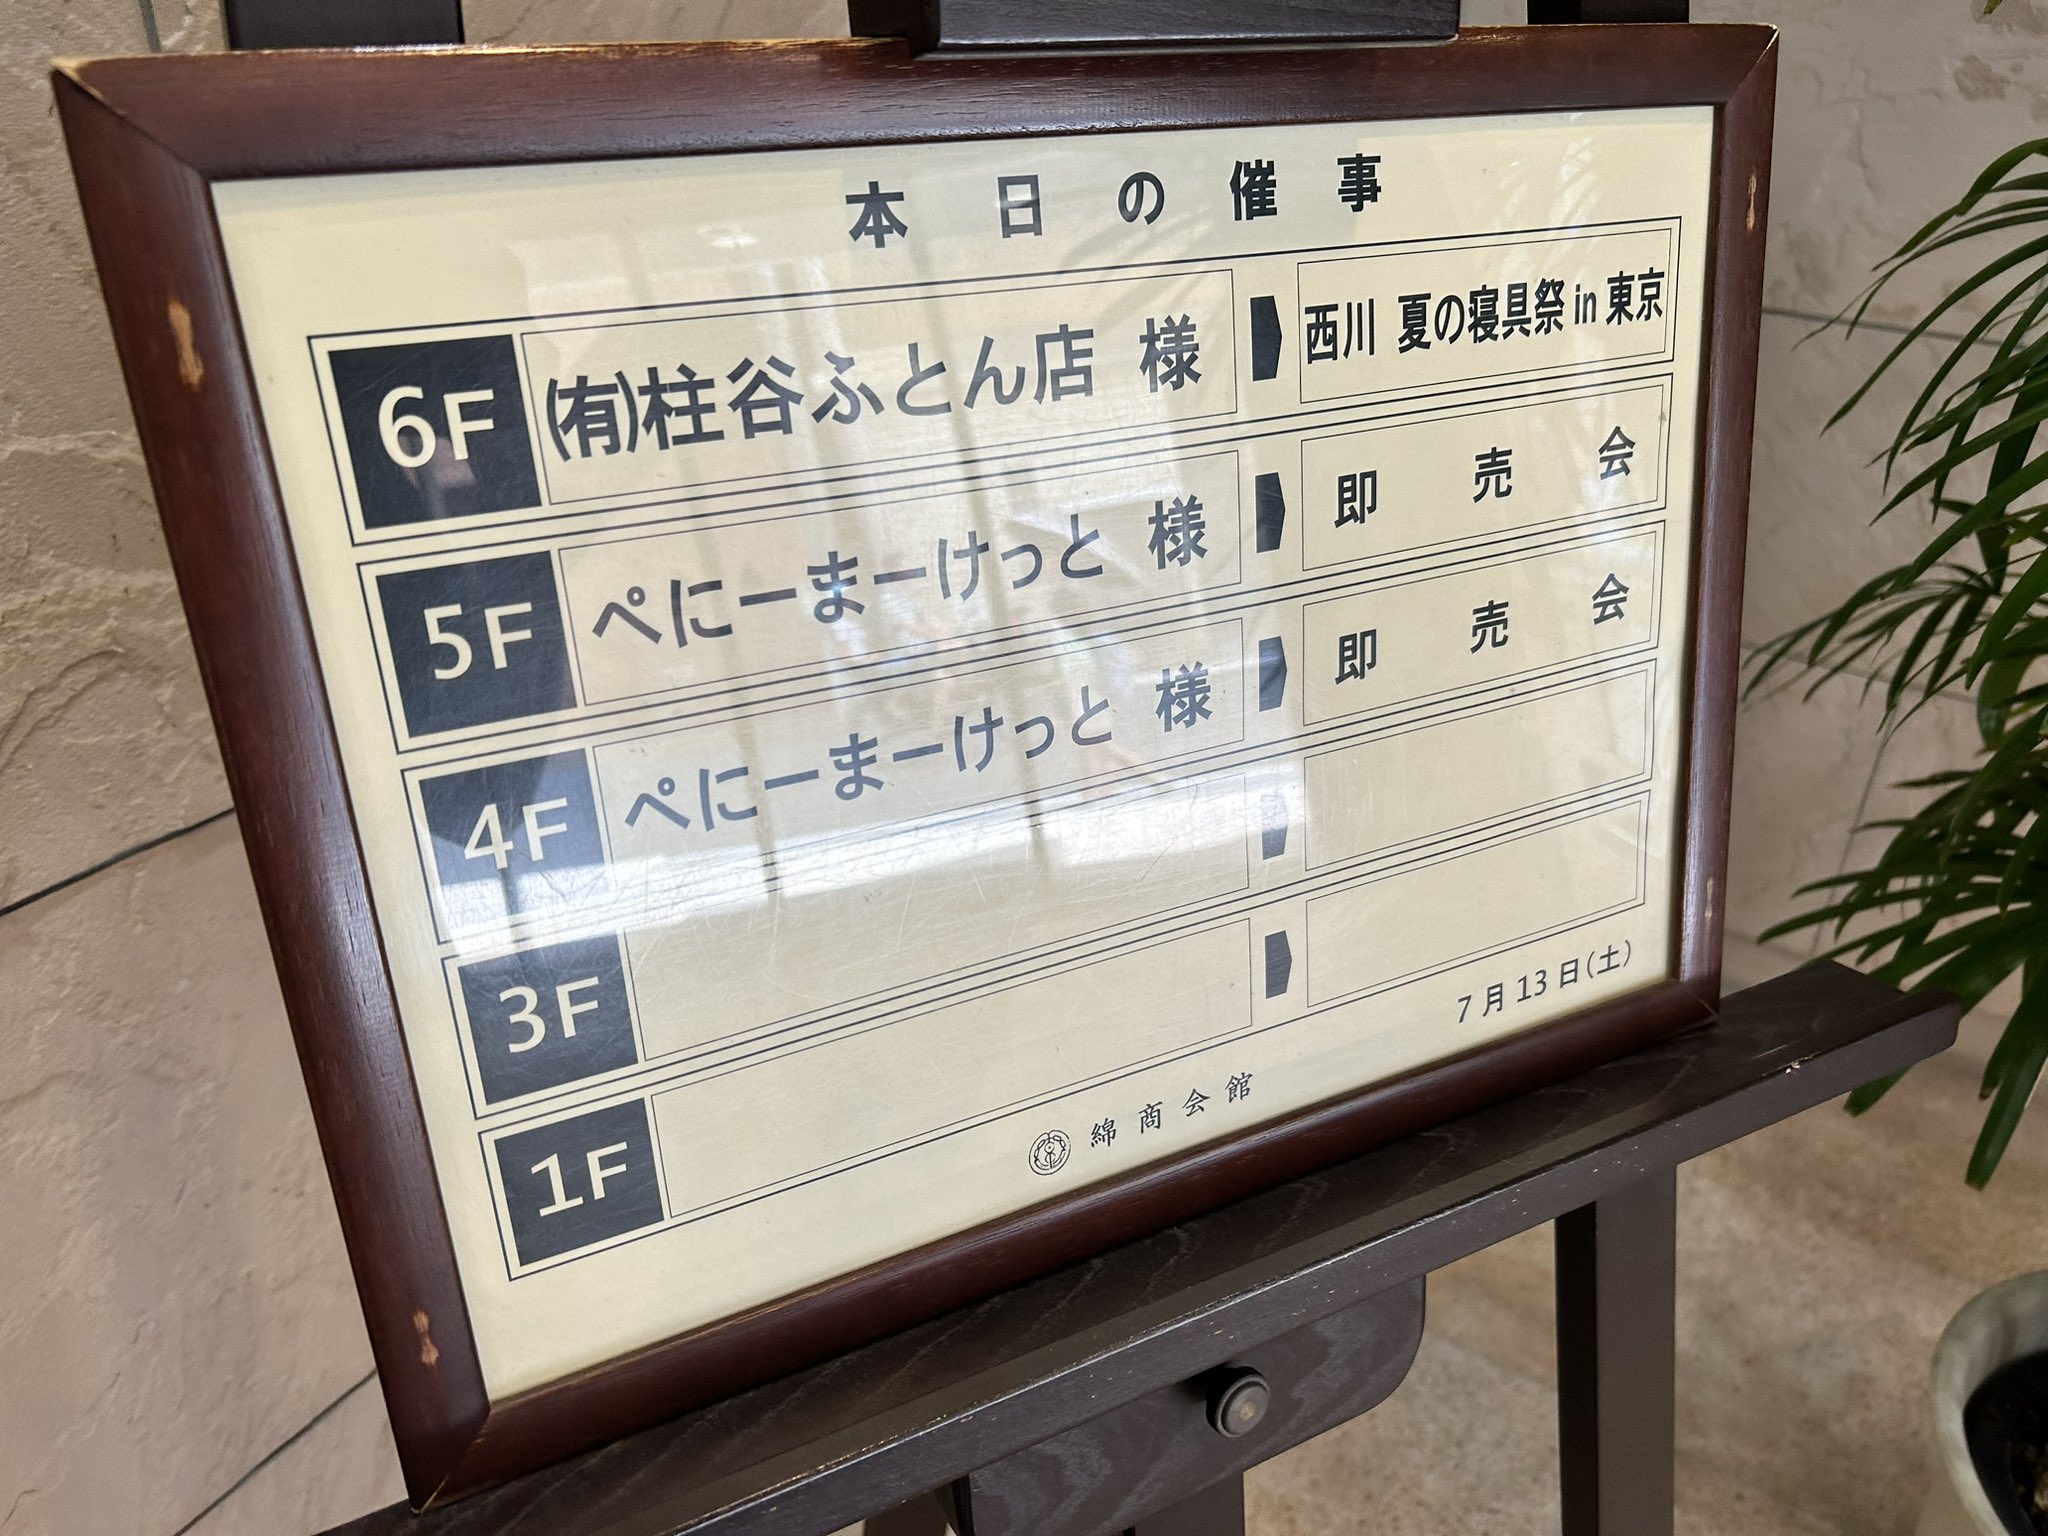 本日の催事
6F (有)柱谷ふとん店 様 西川 夏の寝具祭 in 東京
5F ぺにーまーけっと 様 即売会
4F ぺにーまーけっと 様 即売会
3F
1F
7月13日(土)
綿商会館